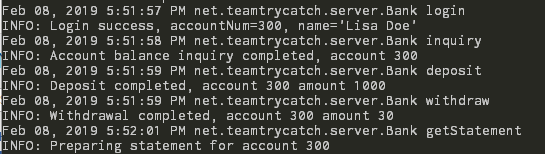 Feb 08, 2019 5:51:57 PM net.teamtrycatch.server.Bank login
INFO: Login success, accountNum=300, name='Lisa Doe'
Feb 08, 2019 5:51:58 PM net.teamtrycatch.server.Bank inquiry
INFO: Account balance inquiry completed, account 300
Feb 08, 2019 5:51:59 PM net.teamtrycatch.server.Bank deposit
INFO: Deposit completed, account 300 amount 1000
Feb 08, 2019 5:51:59 PM net.teamtrycatch.server.Bank withdraw
INFO: Withdrawal completed, account 300 amount 30
Feb 08, 2019 5:52:01 PM net.teamtrycatch.server.Bank getStatement
INFO: Preparing statement for account 300